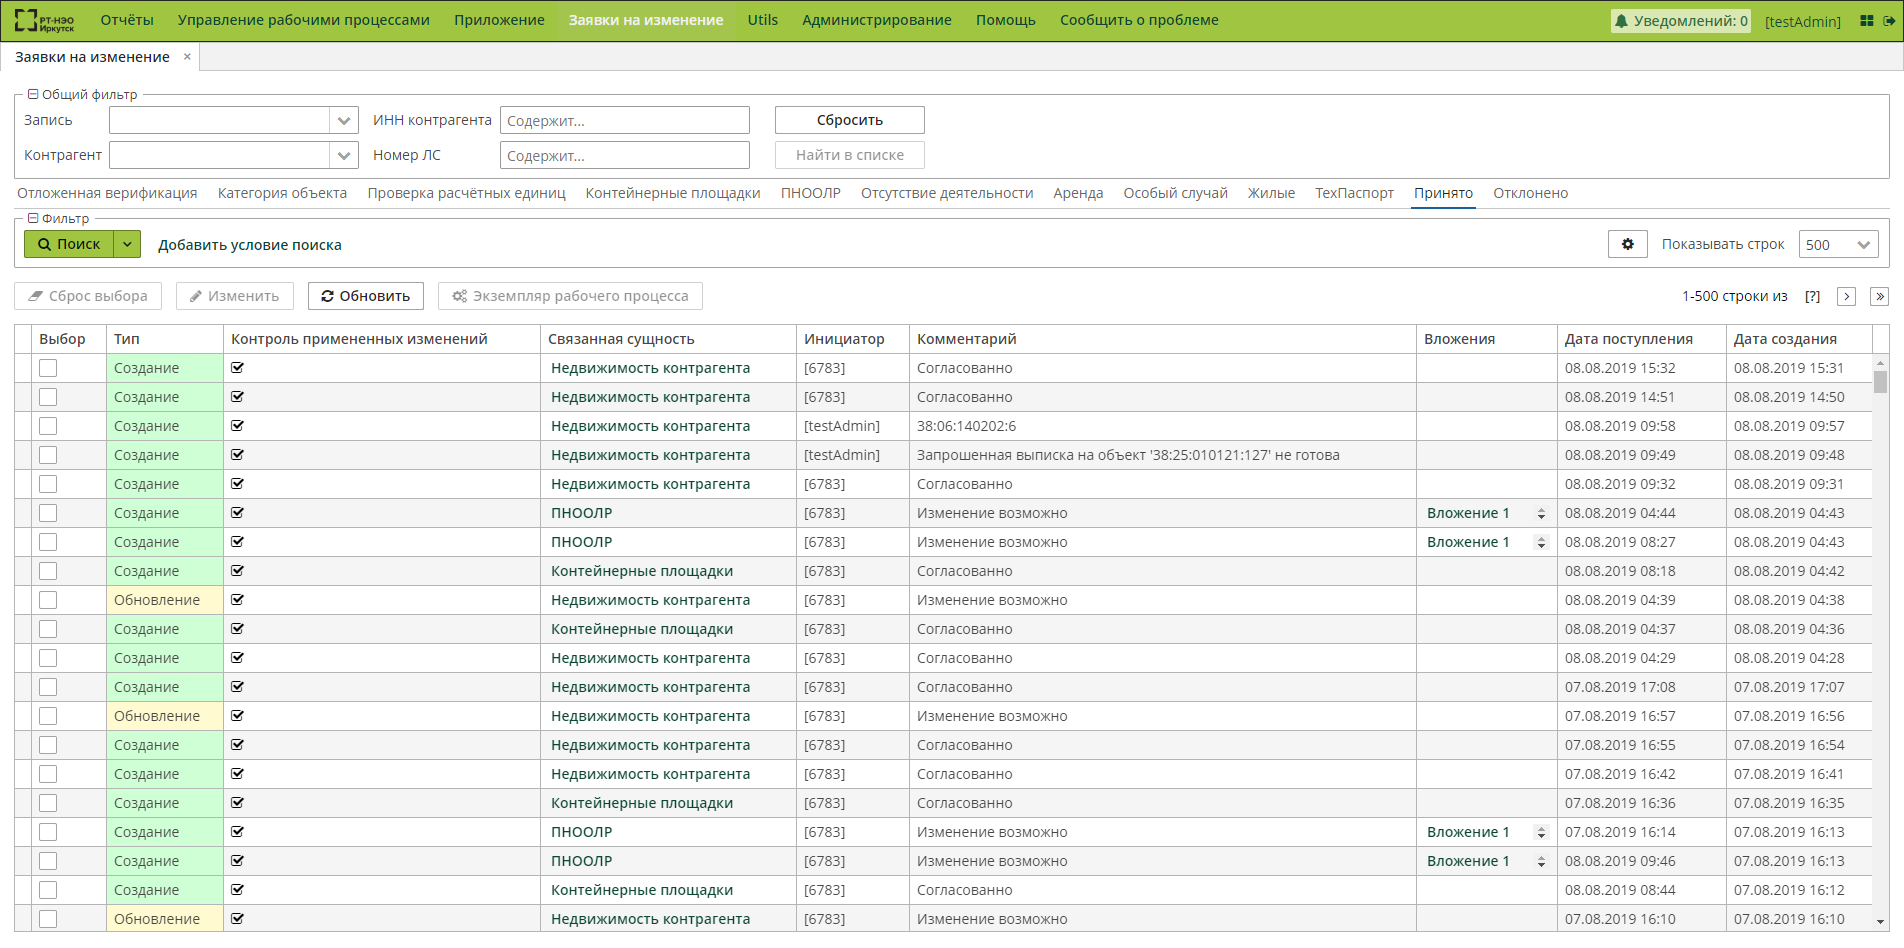 РТ-НЭО Иркутск Отчёты Управление рабочими процессами Приложение Заявки на изменение Utils Администрирование Помощь Сообщить о проблеме Уведомлений: 0 [testAdmin]
Заявки на изменение ×
Общий фильтр
Запись ИНН контрагента Содержит... Сбросить
Контрагент Номер ЛС Содержит... Найти в списке
Отложенная верификация Категория объекта Проверка расчётных единиц Контейнерные площадки ПНООЛР Отсутствие деятельности Аренда Особый случай Жилые ТехПаспорт Принято Отклонено
Фильтр
Поиск Добавить условие поиска Показывать строк 500
Сброс выбора Изменить Обновить Экземпляр рабочего процесса 1-500 строки из [?]
Выбор Тип Контроль примененных изменений Связанная сущность Инициатор Комментарий Вложения Дата поступления Дата создания
Создание Недвижимость контрагента [6783] Согласованно 08.08.2019 15:32 08.08.2019 15:31
Создание Недвижимость контрагента [6783] Согласованно 08.08.2019 14:51 08.08.2019 14:50
Создание Недвижимость контрагента [testAdmin] 38:06:140202:6 08.08.2019 09:58 08.08.2019 09:57
Создание Недвижимость контрагента [testAdmin] Запрошенная выписка на объект '38:25:010121:127' не готова 08.08.2019 09:49 08.08.2019 09:48
Создание Недвижимость контрагента [6783] Согласованно 08.08.2019 09:32 08.08.2019 09:31
Создание ПНООЛР [6783] Изменение возможно Вложение 1 08.08.2019 04:44 08.08.2019 04:43
Создание ПНООЛР [6783] Изменение возможно Вложение 1 08.08.2019 08:27 08.08.2019 04:43
Создание Контейнерные площадки [6783] Согласованно 08.08.2019 08:18 08.08.2019 04:42
Обновление Недвижимость контрагента [6783] Изменение возможно 08.08.2019 04:39 08.08.2019 04:38
Создание Контейнерные площадки [6783] Согласованно 08.08.2019 04:37 08.08.2019 04:36
Создание Недвижимость контрагента [6783] Согласованно 08.08.2019 04:29 08.08.2019 04:28
Создание Недвижимость контрагента [6783] Согласованно 07.08.2019 17:08 07.08.2019 17:07
Обновление Недвижимость контрагента [6783] Изменение возможно 07.08.2019 16:57 07.08.2019 16:56
Создание Недвижимость контрагента [6783] Согласованно 07.08.2019 16:55 07.08.2019 16:54
Создание Недвижимость контрагента [6783] Согласованно 07.08.2019 16:42 07.08.2019 16:41
Создание Контейнерные площадки [6783] Согласованно 07.08.2019 16:36 07.08.2019 16:35
Создание ПНООЛР [6783] Изменение возможно Вложение 1 07.08.2019 16:14 07.08.2019 16:13
Создание ПНООЛР [6783] Изменение возможно Вложение 1 08.08.2019 09:46 07.08.2019 16:13
Создание Контейнерные площадки [6783] Согласованно 08.08.2019 08:44 07.08.2019 16:12
Обновление Недвижимость контрагента [6783] Изменение возможно 07.08.2019 16:10 07.08.2019 16:10